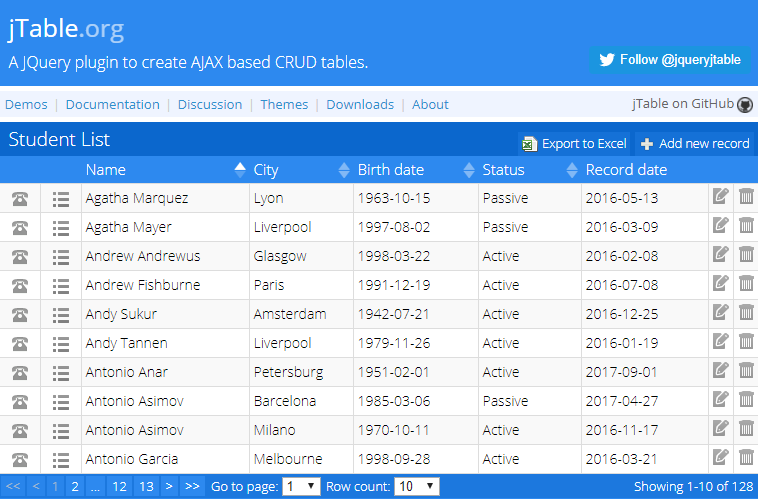 jTable.org
A JQuery plugin to create AJAX based CRUD tables.
Follow @jqueryjtable
Demos | Documentation | Discussion | Themes | Downloads | About
jTable on GitHub
Student List
Export to Excel
Add new record
Name City Birth date Status Record date
Agatha Marquez Lyon 1963-10-15 Passive 2016-05-13
Agatha Mayer Liverpool 1997-08-02 Passive 2016-03-09
Andrew Andrewus Glasgow 1998-03-22 Active 2016-02-08
Andrew Fishburne Paris 1991-12-19 Active 2016-07-08
Andy Sukur Amsterdam 1942-07-21 Active 2016-12-25
Andy Tannen Liverpool 1979-11-26 Active 2016-01-19
Antonio Anar Petersburg 1951-02-01 Active 2017-09-01
Antonio Asimov Barcelona 1985-03-06 Passive 2017-04-27
Antonio Asimov Milano 1970-10-11 Active 2016-11-17
Antonio Garcia Melbourne 1998-09-28 Active 2016-03-21
<< < 1 2 ... 12 13 > >> Go to page: 1 Row count: 10 Showing 1-10 of 128